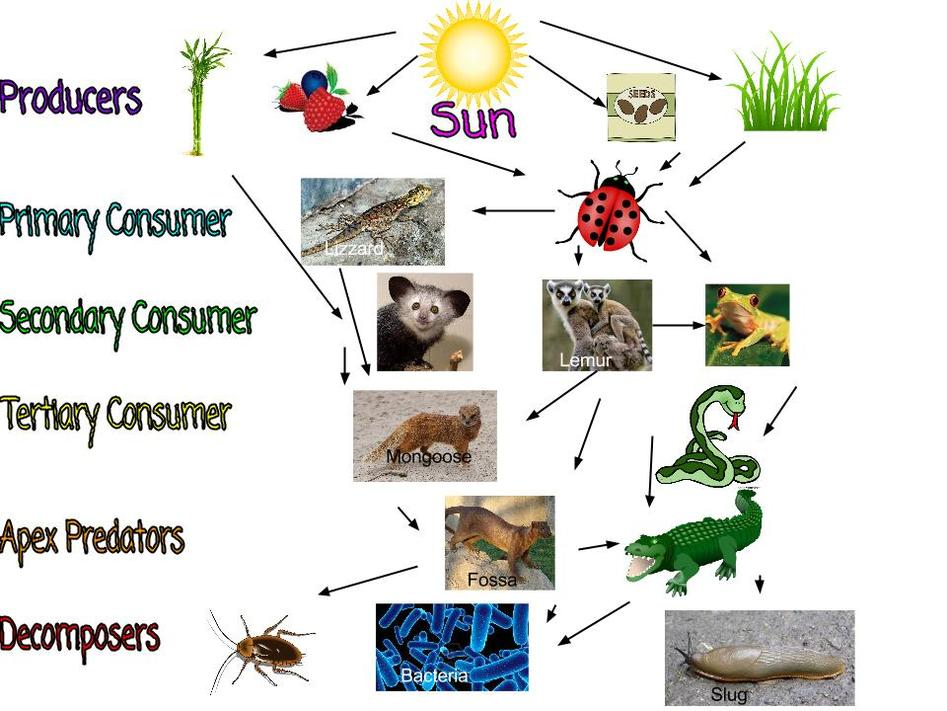 Sun
SEEDS
Producers
Primary Consumer
Lizzard
Secondary Consumer
Lemur
Tertiary Consumer
Mongoose
Apex Predators
Fossa
Decomposers
Bacteria
Slug